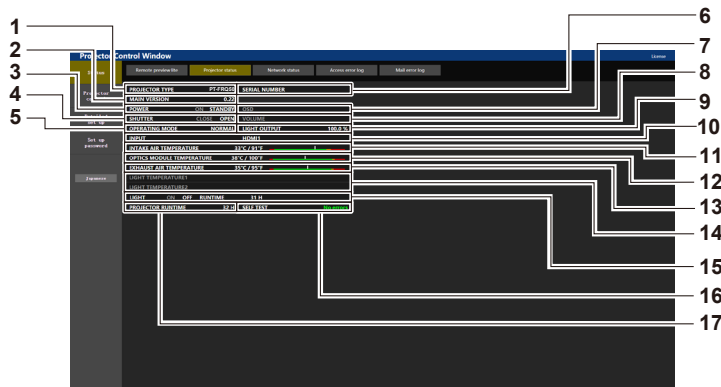 1
2
3
4
5
6
7
8
9
10
11
12
13
14
15
16
17
Projector Control Window
License
Status
Remote preview lite
Projector status
Network status
Access error log
Mail error log
Set up
password
Japanese
PROJECTOR TYPE PT-FRQ50 SERIAL NUMBER
MAIN VERSION 0.22
POWER ON STANDBY OSD
SHUTTER CLOSE OPEN VOLUME
OPERATING MODE NORMAL LIGHT OUTPUT 100.0 %
INPUT HDMI1
INTAKE AIR TEMPERATURE 33°C / 91°F
OPTICS MODULE TEMPERATURE 38°C / 100°F
EXHAUST AIR TEMPERATURE 35°C / 95°F
LIGHT TEMPERATURE1
LIGHT TEMPERATURE2
LIGHT ON OFF RUNTIME 31 H
PROJECTOR RUNTIME 32 H SELF TEST No errors